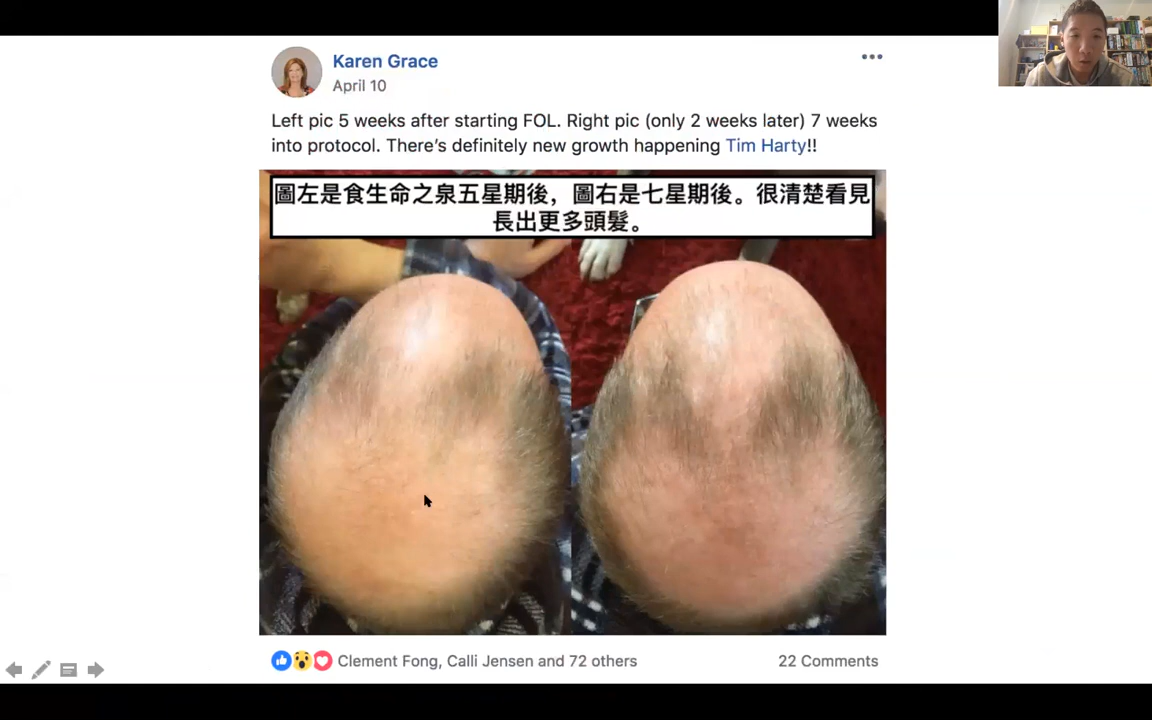 Karen Grace
April 10
Left pic 5 weeks after starting FOL. Right pic (only 2 weeks later) 7 weeks
into protocol. There’s definitely new growth happening Tim Harty!!
圖左是食生命之泉五星期後，圖右是七星期後。很清楚看見
長出更多頭髮。
Clement Fong, Calli Jensen and 72 others
22 Comments